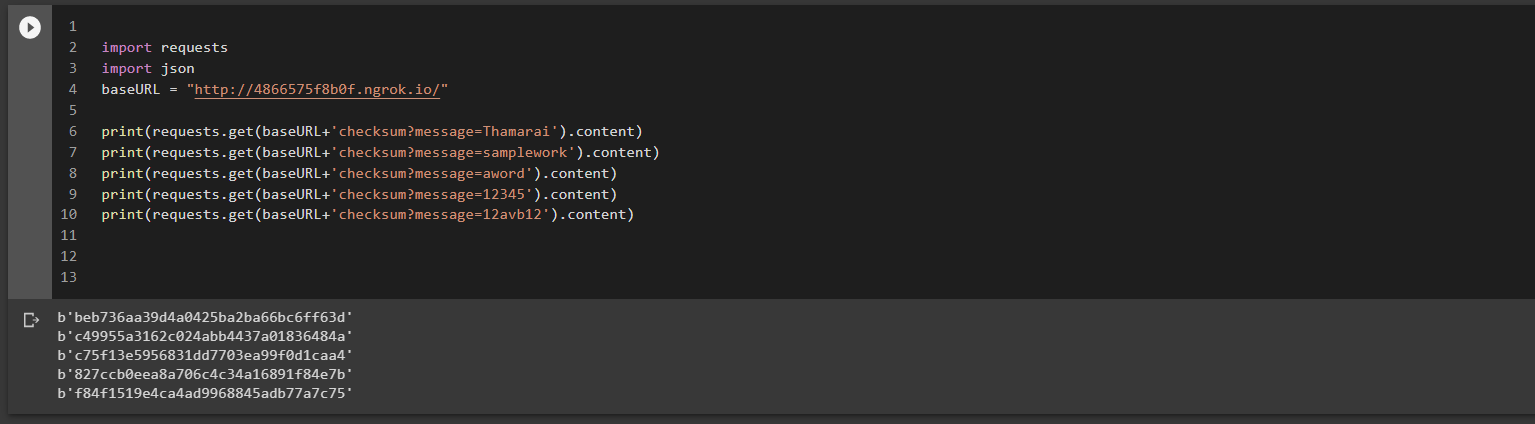 1
2 import requests
3 import json
4 baseURL = "http://4866575f8b0f.ngrok.io/"
5
6 print(requests.get(baseURL+'checksum?message=Thamarai').content)
7 print(requests.get(baseURL+'checksum?message=samplework').content)
8 print(requests.get(baseURL+'checksum?message=aword').content)
9 print(requests.get(baseURL+'checksum?message=12345').content)
10 print(requests.get(baseURL+'checksum?message=12avb12').content)
11
12
13
b'beb736aa39d4a0425ba2ba66bc6ff63d'
b'c49955a3162c024abb4437a01836484a'
b'c75f13e5956831dd7703ea99f0d1caa4'
b'827ccb0eea8a706c4c34a16891f84e7b'
b'f84f1519e4ca4ad9968845adb77a7c75'